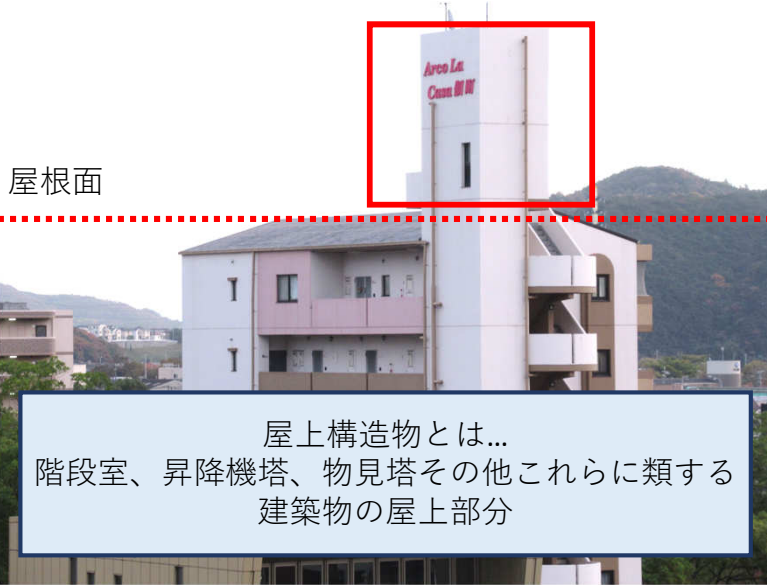 Arco La
Casa
屋根面
屋上構造物とは...
階段室、昇降機塔、物見塔その他これらに類する
建築物の屋上部分